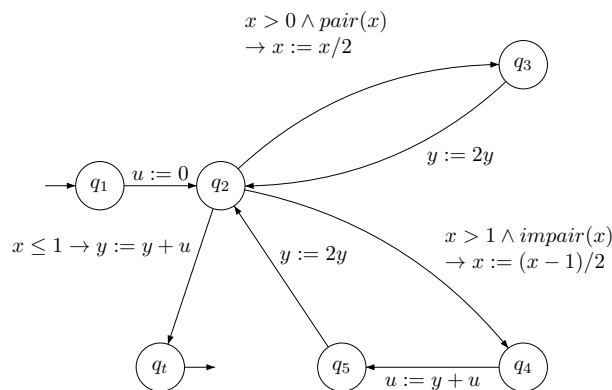 x > 0 ∧ pair(x)
→ x := x/2
q₃
y := 2y
q₁
u := 0
q₂
x ≤ 1 → y := y + u
y := 2y
x > 1 ∧ impair(x)
→ x := (x − 1)/2
qₜ
q₅
u := y + u
q₄